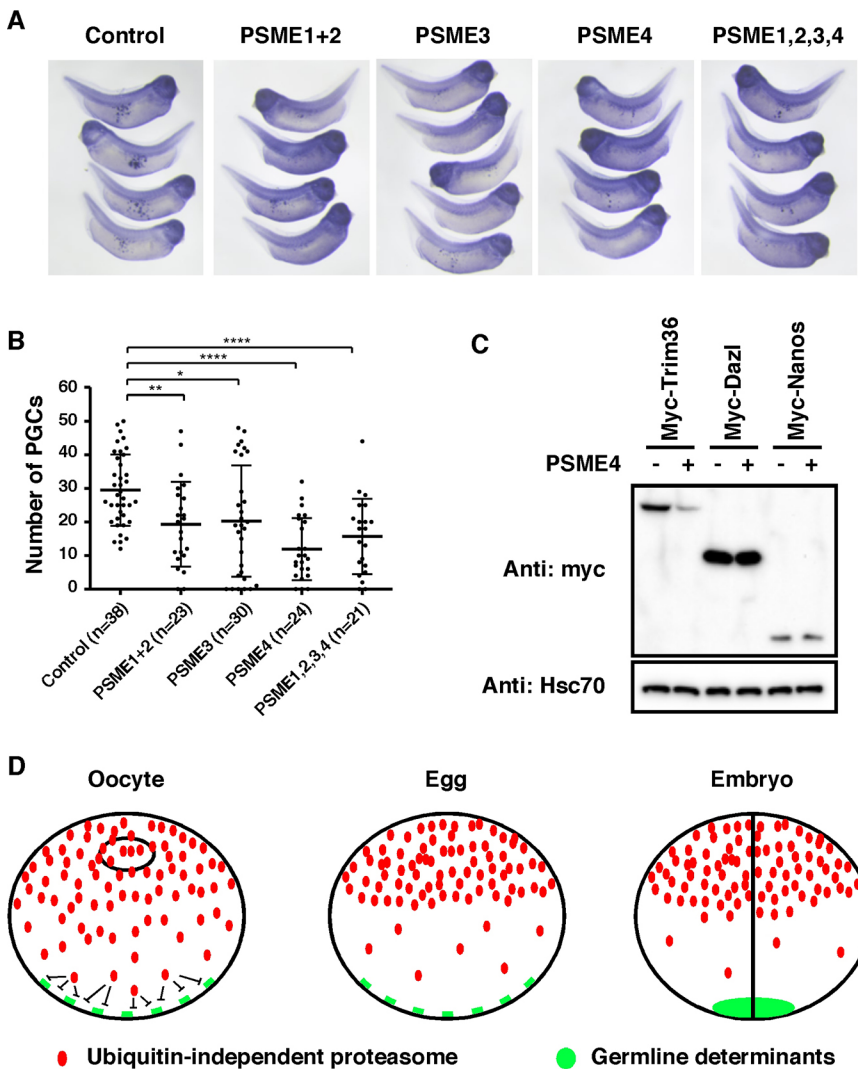 A
Control PSME1+2 PSME3 PSME4 PSME1,2,3,4
B
****
****
*
**
Number of PGCs
60
50
40
30
20
10
0
Control (n=38)
PSME1+2 (n=23)
PSME3 (n=30)
PSME4 (n=24)
PSME1,2,3,4 (n=21)
C
Myc-Trim36
Myc-Dazl
Myc-Nanos
PSME4 - + - + - +
Anti: myc
Anti: Hsc70
D
Oocyte Egg Embryo
Ubiquitin-independent proteasome
Germline determinants